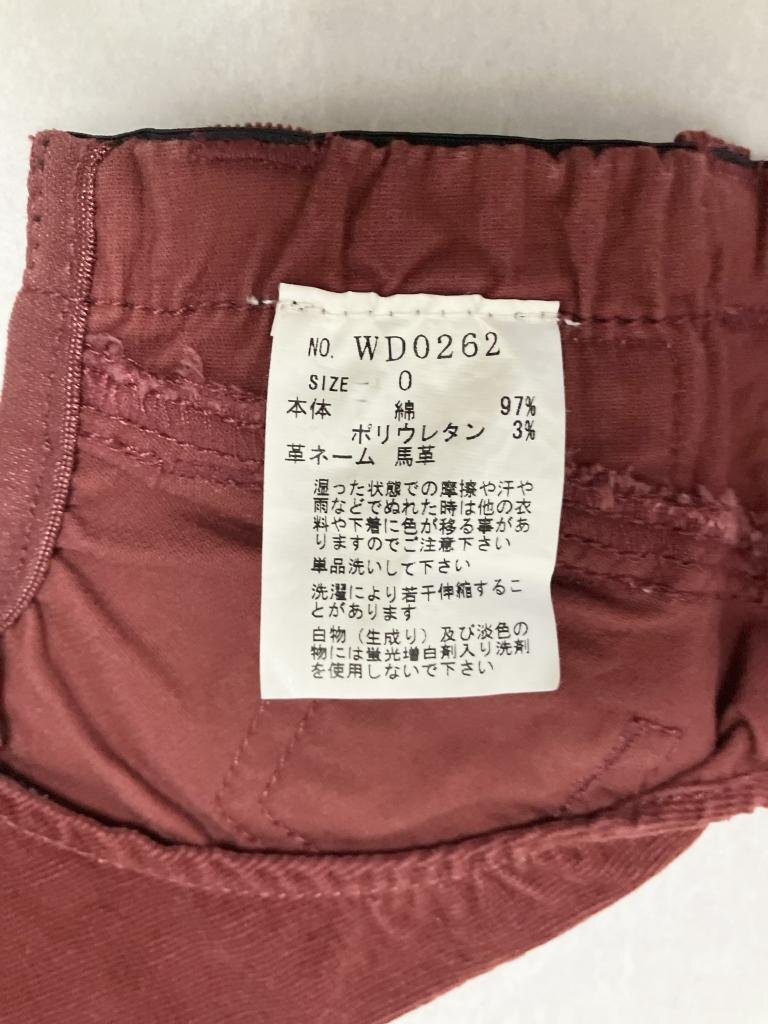 NO. WD0262
SIZE 0
本体 綿 97%
ポリウレタン 3%
革ネーム 馬革
湿った状態での摩擦や汗や
雨などでぬれた時は他の衣
料や下着に色が移る事があ
りますのでご注意下さい
単品洗いして下さい
洗濯により若干伸縮するこ
とがあります
白物(生成り)及び淡色の
物には蛍光増白剤入り洗剤
を使用しないで下さい